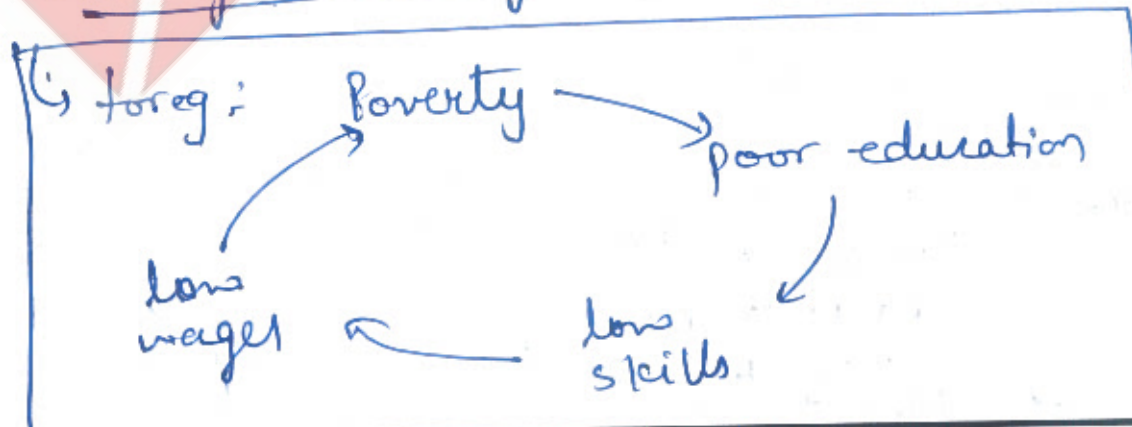 ↳ for eg: Poverty
poor education
low
wages
low
skills